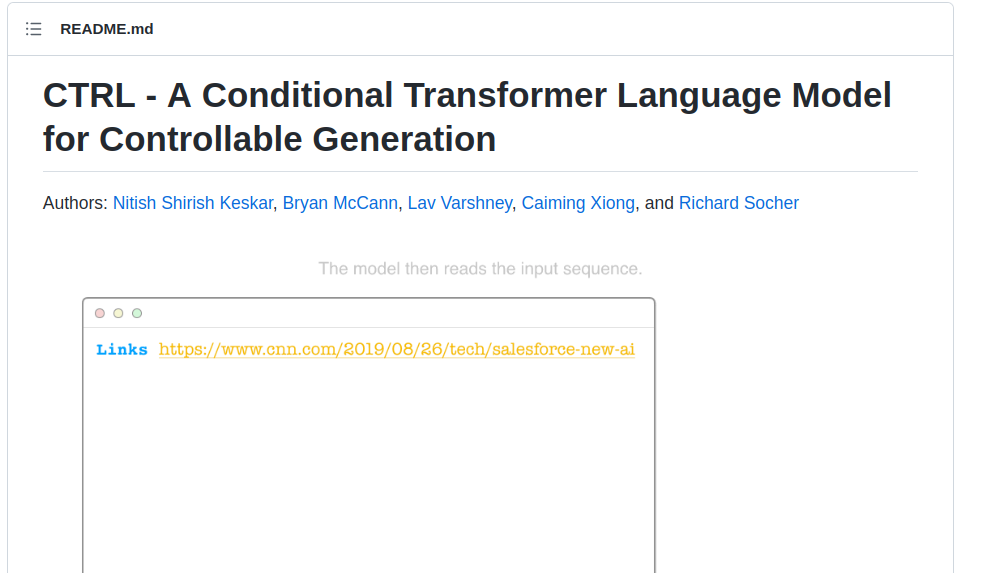 README.md
CTRL - A Conditional Transformer Language Model
for Controllable Generation
Authors: Nitish Shirish Keskar, Bryan McCann, Lav Varshney, Caiming Xiong, and Richard Socher
The model then reads the input sequence.
Links https://www.cnn.com/2019/08/26/tech/salesforce-new-ai